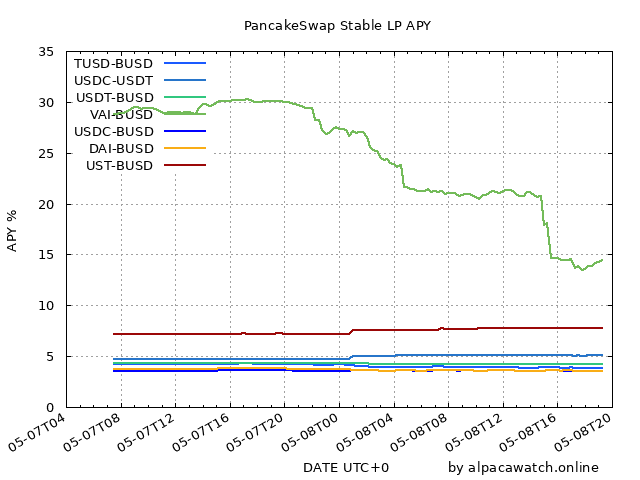 PancakeSwap Stable LP APY
35
30
25
20
15
10
5
0
APY %
TUSD-BUSD
USDC-USDT
USDT-BUSD
VAI-BUSD
USDC-BUSD
DAI-BUSD
UST-BUSD
05-07T04
05-07T08
05-07T12
05-07T16
05-07T20
05-08T00
05-08T04
05-08T08
05-08T12
05-08T16
05-08T20
DATE UTC+0
by alpacawatch.online